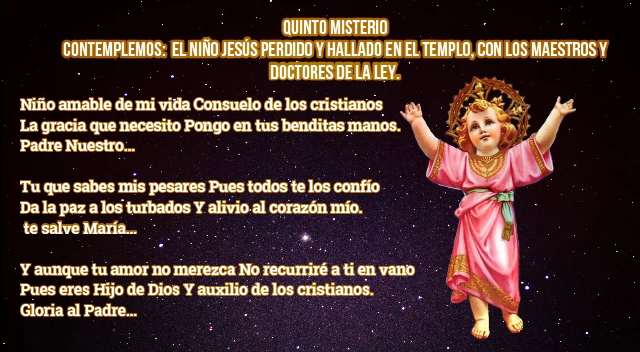 QUINTO MISTERIO
CONTEMPLEMOS: EL NIÑO JESÚS PERDIDO Y HALLADO EN EL TEMPLO, CON LOS MAESTROS Y
DOCTORES DE LA LEY.
Niño amable de mi vida Consuelo de los cristianos
La gracia que necesito Pongo en tus benditas manos.
Padre Nuestro...
Tu que sabes mis pesares Pues todos te los confío
Da la paz a los turbados Y alivio al corazón mío.
te salve María...
Y aunque tu amor no merezca No recurriré a ti en vano
Pues eres Hijo de Dios Y auxilio de los cristianos.
Gloria al Padre...